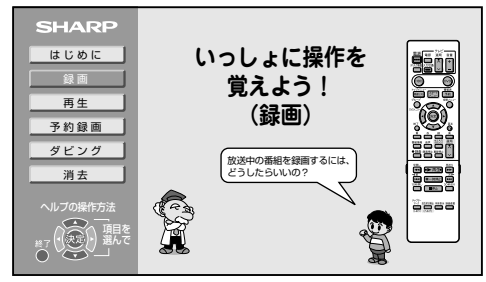 SHARP
はじめに
録画
再生
予約録画
ダビング
消去
ヘルプの操作方法
項目を
選んで
決定
終了
いっしょに操作を
覚えよう！
（録画）
放送中の番組を録画するには、
どうしたらいいの？